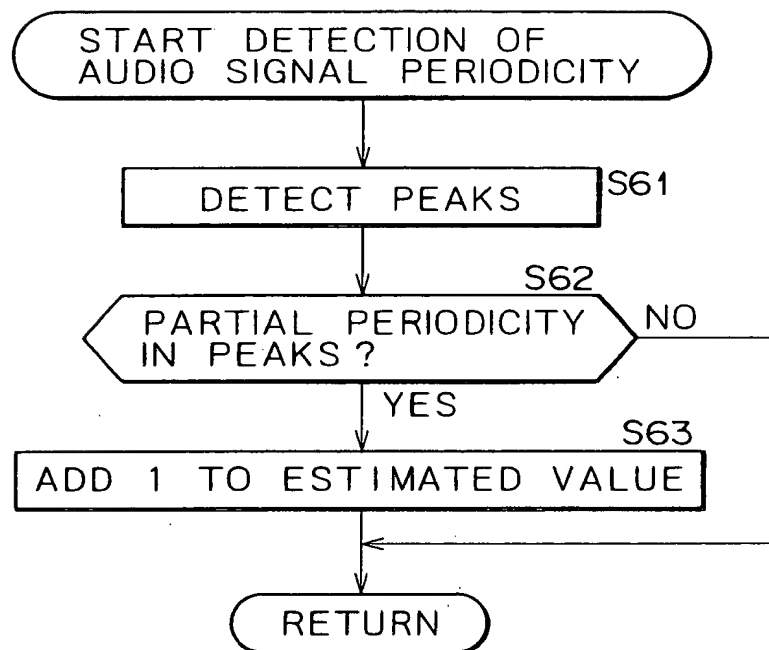 START DETECTION OF
AUDIO SIGNAL PERIODICITY
S61
DETECT PEAKS
S62
PARTIAL PERIODICITY
IN PEAKS?
NO
YES
S63
ADD 1 TO ESTIMATED VALUE
RETURN